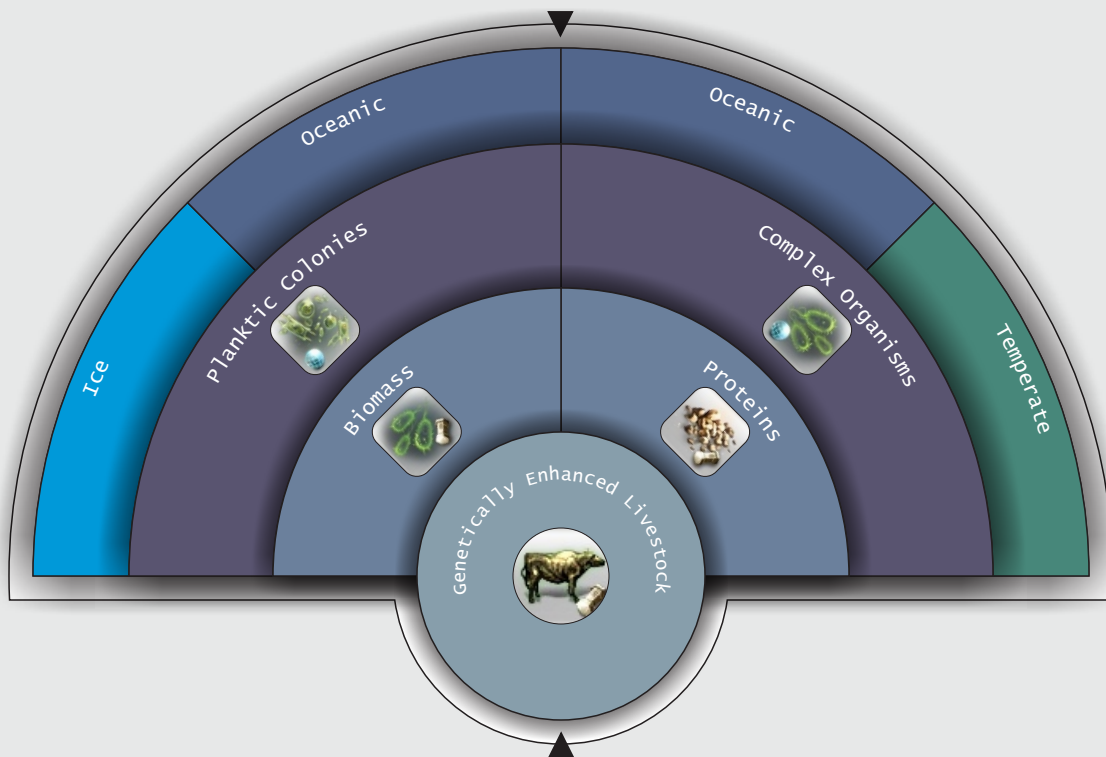 Oceanic
Oceanic
Ice
Temperate
Planktic Colonies
Complex Organisms
Biomass
Proteins
Genetically Enhanced Livestock